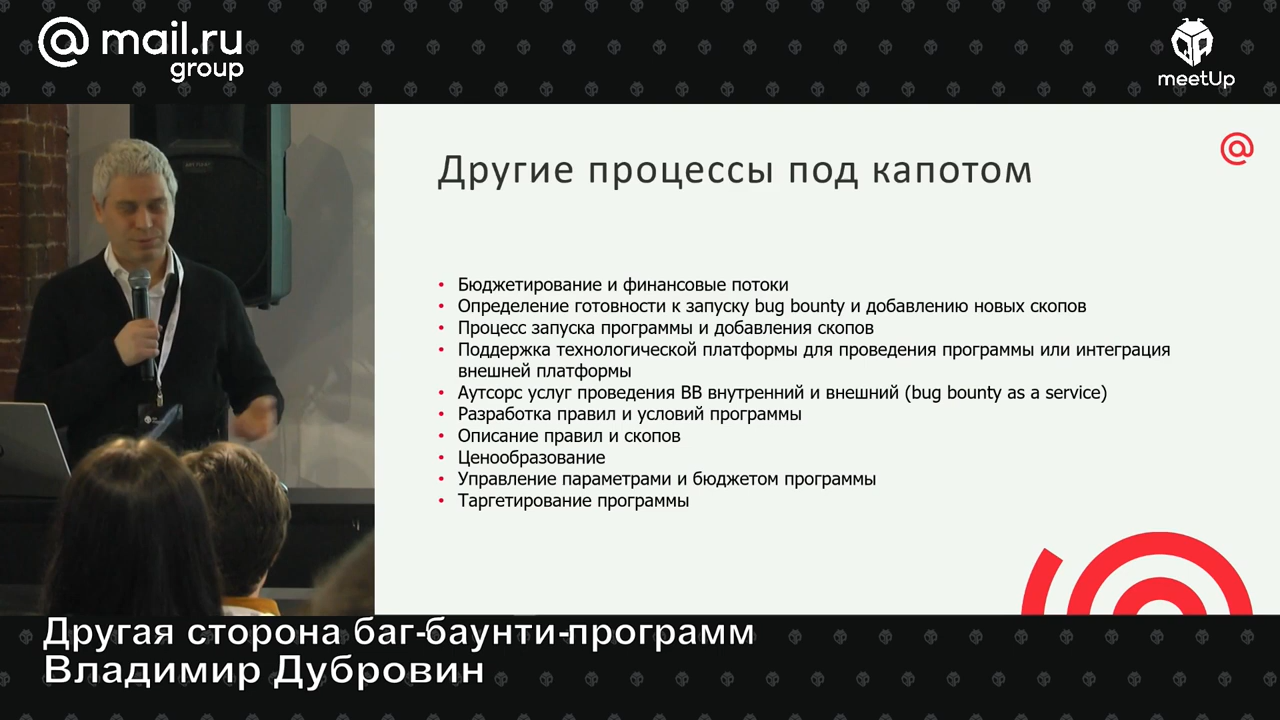 @mail.ru
group
QA
meetUp
Другие процессы под капотом
@
• Бюджетирование и финансовые потоки
• Определение готовности к запуску bug bounty и добавлению новых скопов
• Процесс запуска программы и добавления скопов
• Поддержка технологической платформы для проведения программы или интеграция
внешней платформы
• Аутсорс услуг проведения BB внутренний и внешний (bug bounty as a service)
• Разработка правил и условий программы
• Описание правил и скопов
• Ценообразование
• Управление параметрами и бюджетом программы
• Таргетирование программы
Другая сторона баг-баунти-программ
Владимир Дубровин